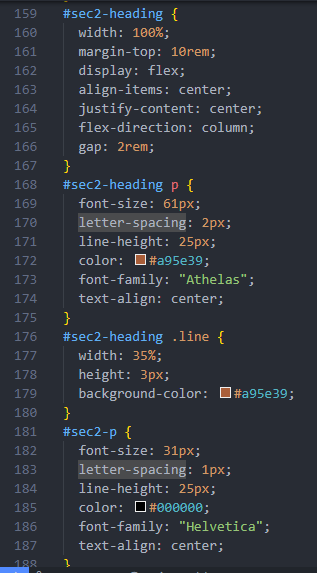 159 #sec2-heading {
160 width: 100%;
161 margin-top: 10rem;
162 display: flex;
163 align-items: center;
164 justify-content: center;
165 flex-direction: column;
166 gap: 2rem;
167 }
168 #sec2-heading p {
169 font-size: 61px;
170 letter-spacing: 2px;
171 line-height: 25px;
172 color: #a95e39;
173 font-family: "Athelas";
174 text-align: center;
175 }
176 #sec2-heading .line {
177 width: 35%;
178 height: 3px;
179 background-color: #a95e39;
180 }
181 #sec2-p {
182 font-size: 31px;
183 letter-spacing: 1px;
184 line-height: 25px;
185 color: #000000;
186 font-family: "Helvetica";
187 text-align: center;
188 }